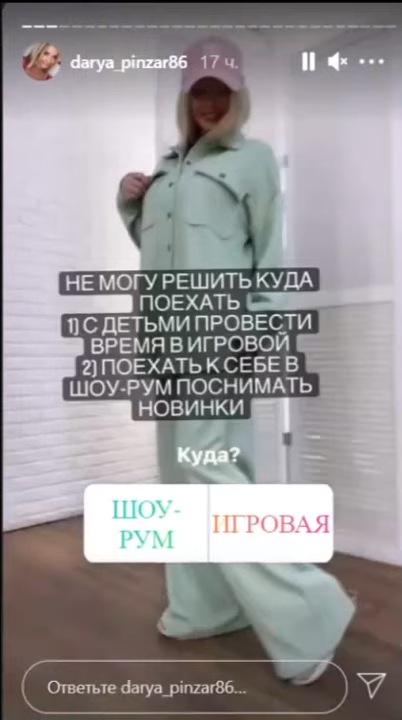 darya_pinzar86 17 ч.
НЕ МОГУ РЕШИТЬ КУДА
ПОЕХАТЬ
1) С ДЕТЬМИ ПРОВЕСТИ
ВРЕМЯ В ИГРОВОЙ
2) ПОЕХАТЬ К СЕБЕ В
ШОУ-РУМ ПОСНИМАТЬ
НОВИНКИ
Куда?
ШОУ-
РУМ
ИГРОВАЯ
Ответьте darya_pinzar86...